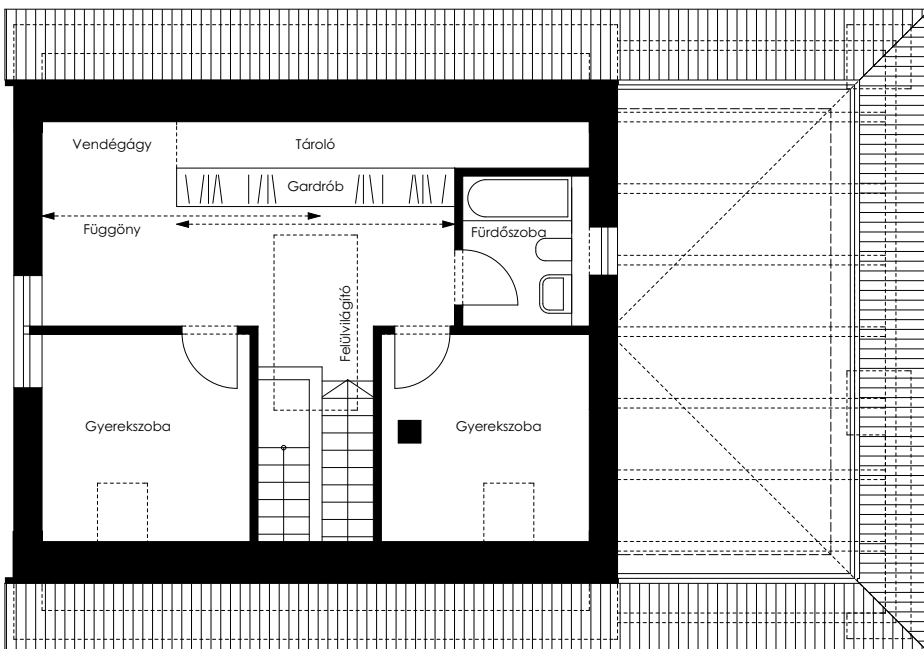 Vendégágy
Tároló
Gardrób
Függöny
Fürdőszoba
Felülvilágító
Gyerekszoba
Gyerekszoba